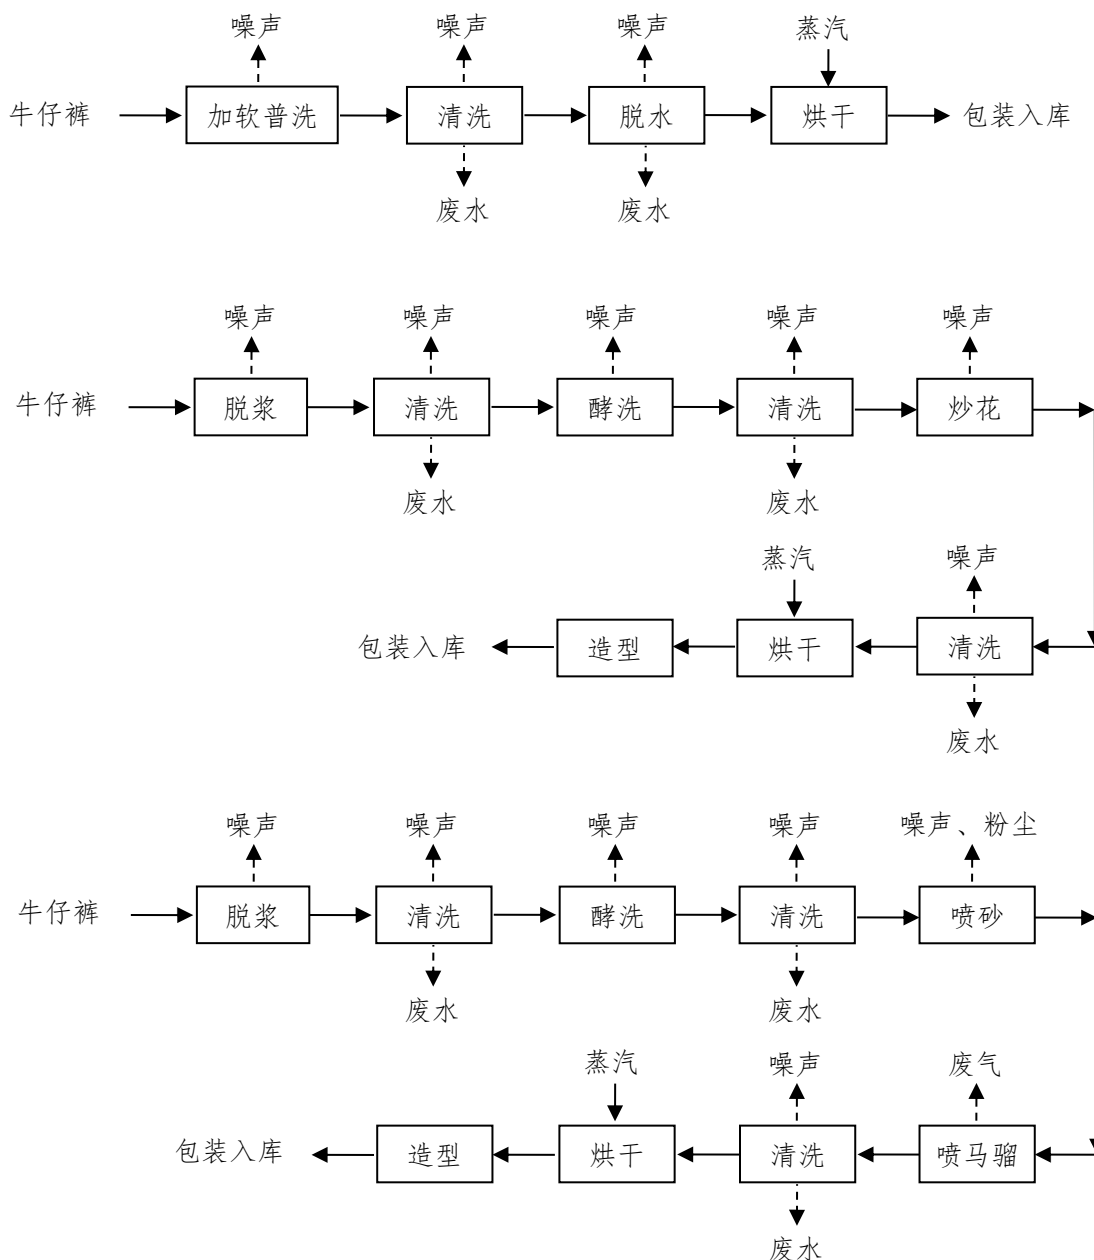 噪声 噪声 噪声 蒸汽
牛仔裤 加软普洗 清洗 脱水 烘干 包装入库
废水 废水
噪声 噪声 噪声 噪声 噪声
牛仔裤 脱浆 清洗 酵洗 清洗 炒花
废水 废水
蒸汽 噪声
包装入库 造型 烘干 清洗
废水
噪声 噪声 噪声 噪声 噪声、粉尘
牛仔裤 脱浆 清洗 酵洗 清洗 喷砂
废水 废水
蒸汽 噪声 废气
包装入库 造型 烘干 清洗 喷马骝
废水